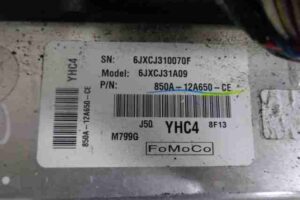 SN: 6JXCJ310070F
Model: 6JXCJ31A09
P/N: 850A-12A650-CE
YHC4
850A-12A650-CE
J50 YHC4 8F13
M799G
FoMoCo